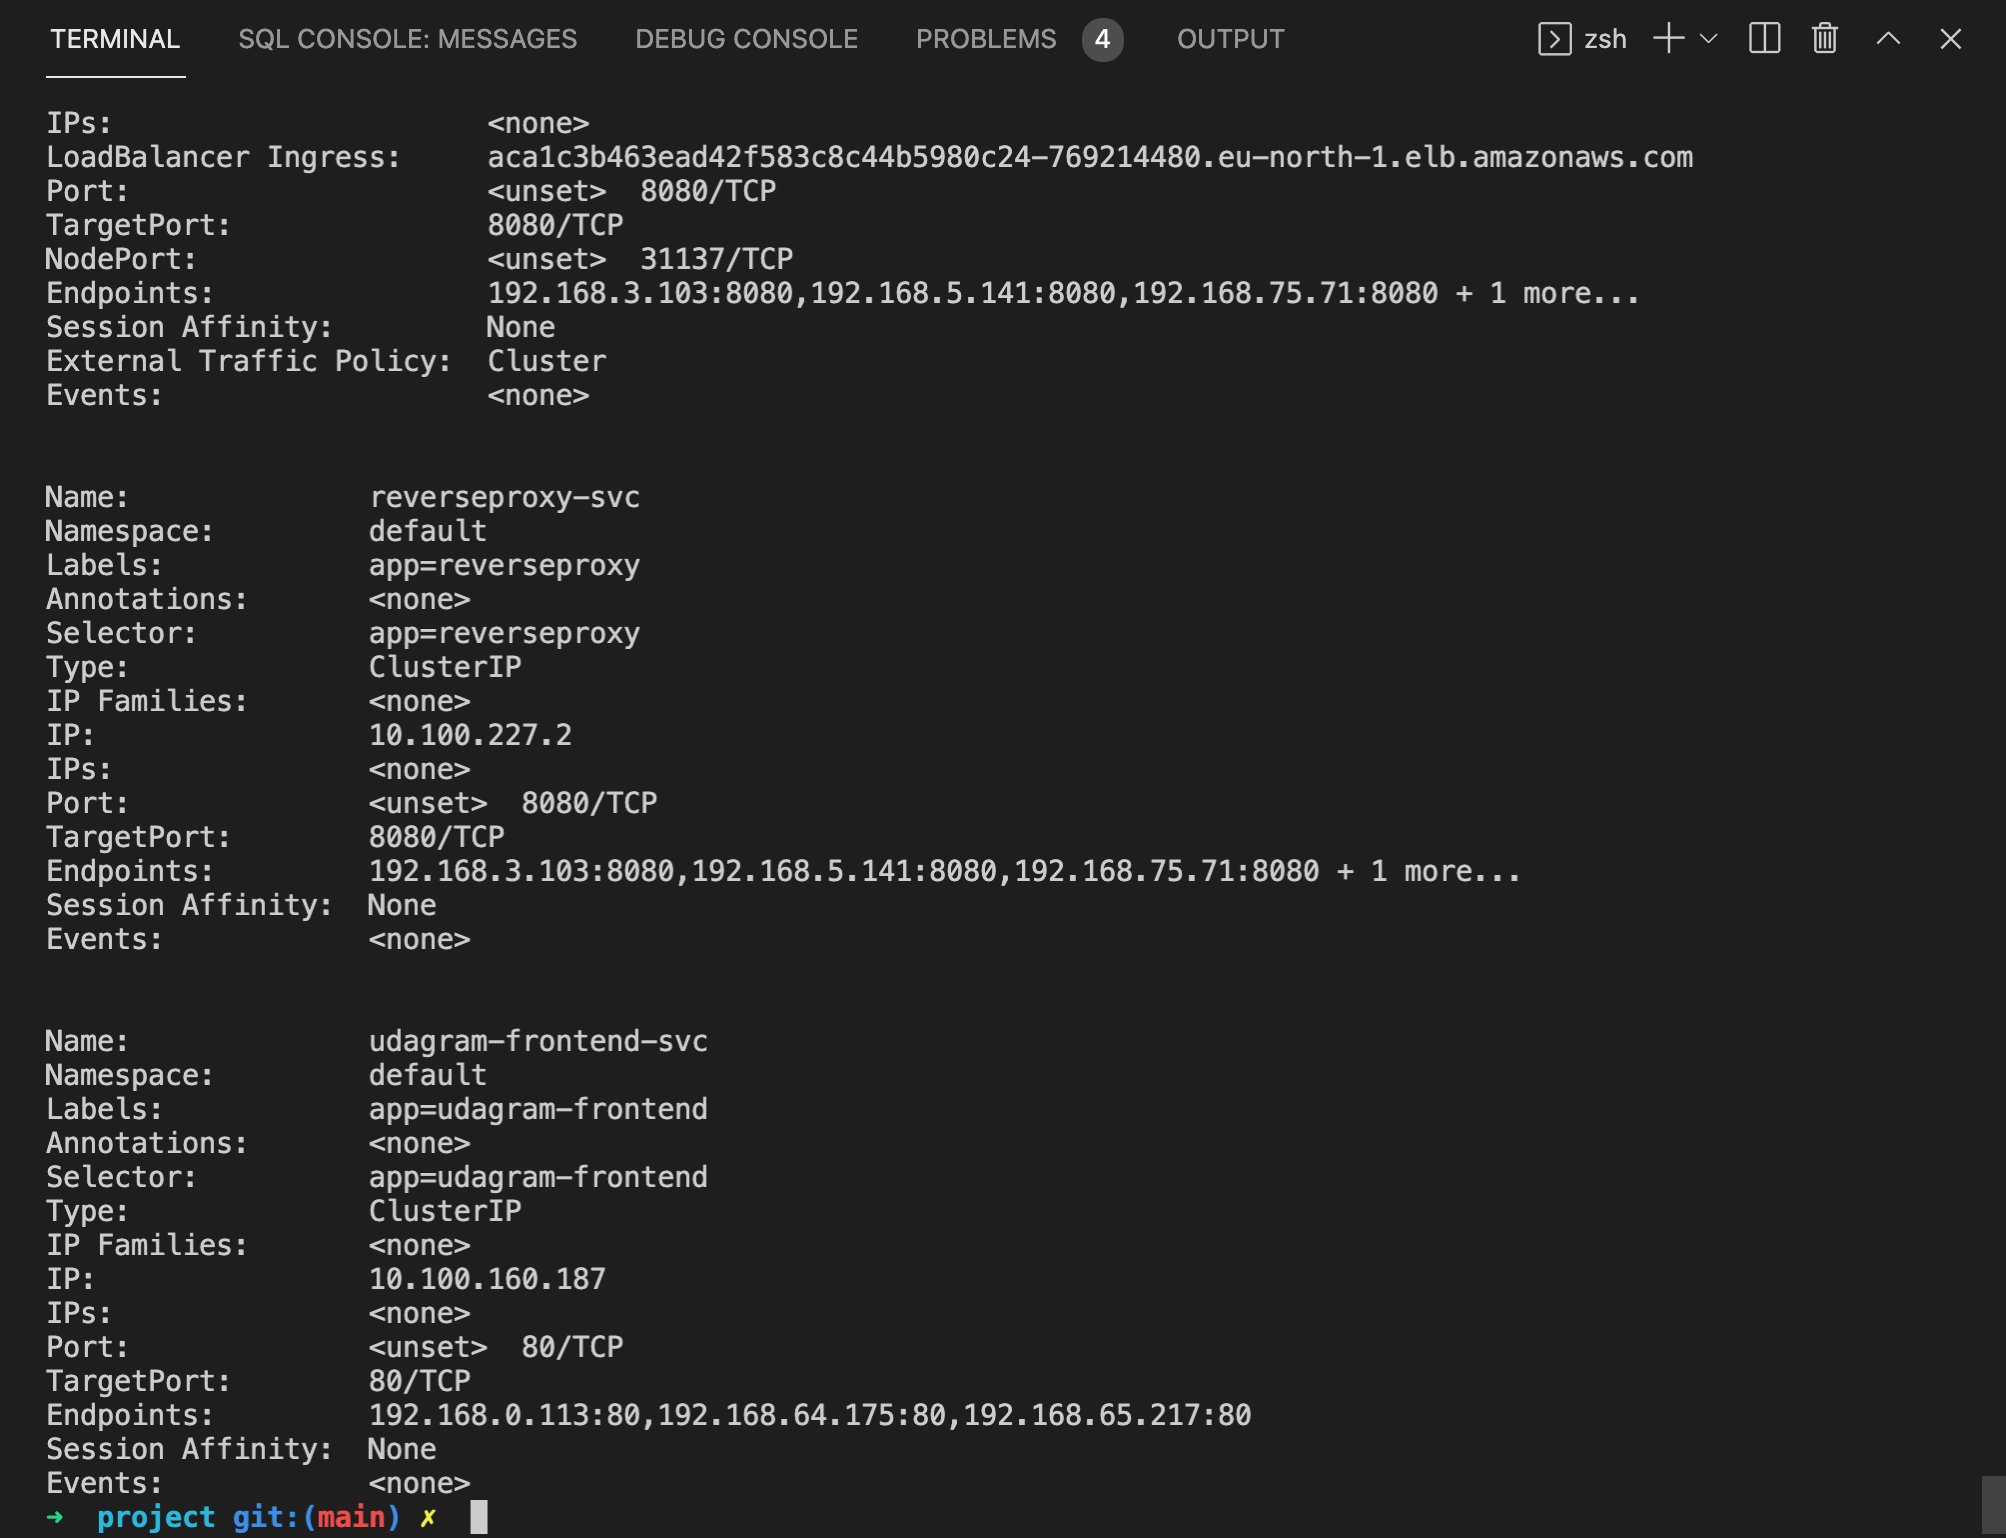 TERMINAL SQL CONSOLE: MESSAGES DEBUG CONSOLE PROBLEMS 4 OUTPUT zsh
IPs: <none>
LoadBalancer Ingress: aca1c3b463ead42f583c8c44b5980c24-769214480.eu-north-1.elb.amazonaws.com
Port: <unset> 8080/TCP
TargetPort: 8080/TCP
NodePort: <unset> 31137/TCP
Endpoints: 192.168.3.103:8080,192.168.5.141:8080,192.168.75.71:8080 + 1 more...
Session Affinity: None
External Traffic Policy: Cluster
Events: <none>
Name: reverseproxy-svc
Namespace: default
Labels: app=reverseproxy
Annotations: <none>
Selector: app=reverseproxy
Type: ClusterIP
IP Families: <none>
IP: 10.100.227.2
IPs: <none>
Port: <unset> 8080/TCP
TargetPort: 8080/TCP
Endpoints: 192.168.3.103:8080,192.168.5.141:8080,192.168.75.71:8080 + 1 more...
Session Affinity: None
Events: <none>
Name: udagram-frontend-svc
Namespace: default
Labels: app=udagram-frontend
Annotations: <none>
Selector: app=udagram-frontend
Type: ClusterIP
IP Families: <none>
IP: 10.100.160.187
IPs: <none>
Port: <unset> 80/TCP
TargetPort: 80/TCP
Endpoints: 192.168.0.113:80,192.168.64.175:80,192.168.65.217:80
Session Affinity: None
Events: <none>
➜ project git:(main) ✗